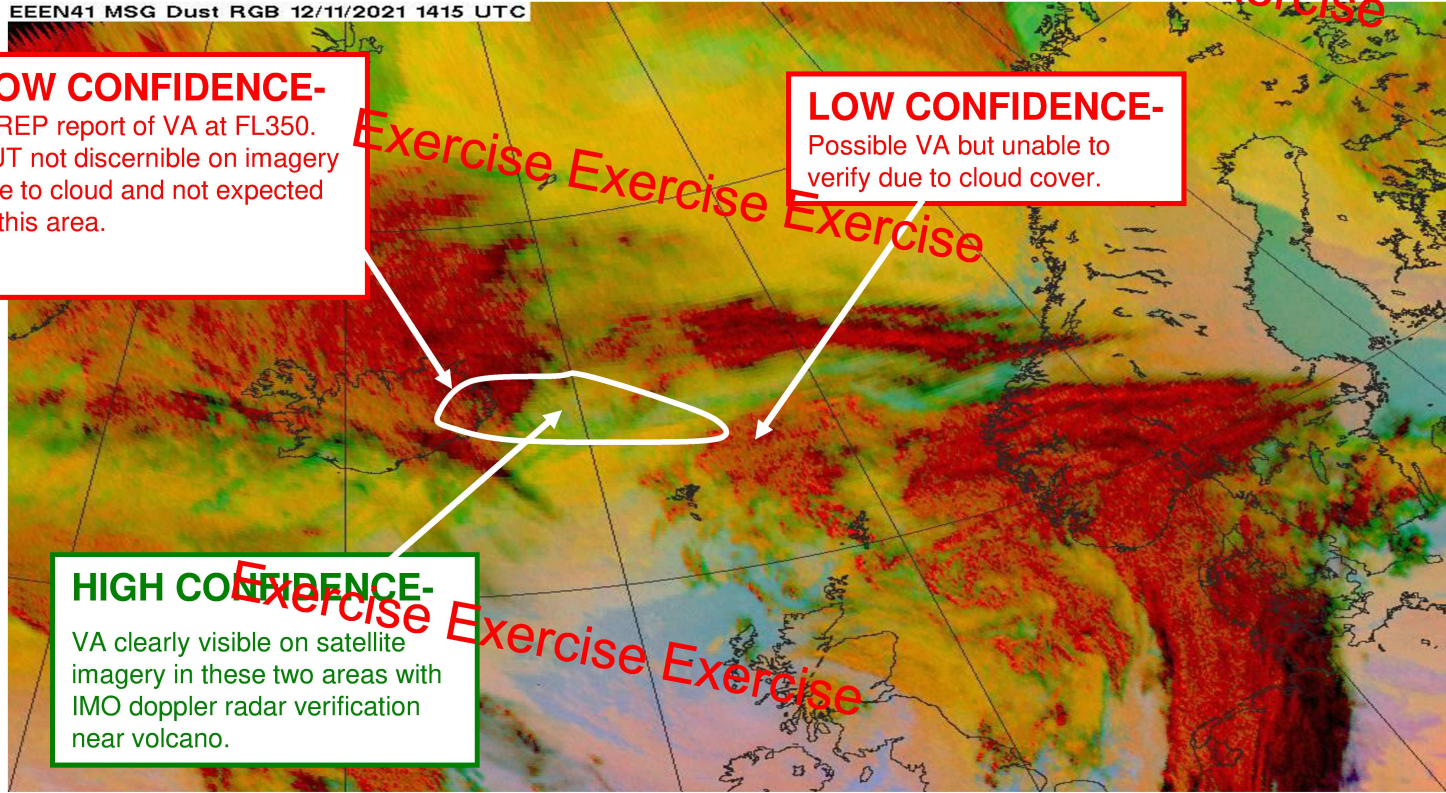 EEEN41 MSG Dust RGB 12/11/2021 1415 UTC
Exercise
OW CONFIDENCE-
REP report of VA at FL350.
UT not discernible on imagery
e to cloud and not expected
this area.
LOW CONFIDENCE-
Possible VA but unable to
verify due to cloud cover.
Exercise Exercise Exercise
HIGH CONFIDENCE-
VA clearly visible on satellite
imagery in these two areas with
IMO doppler radar verification
near volcano.
Exercise Exercise Exercise